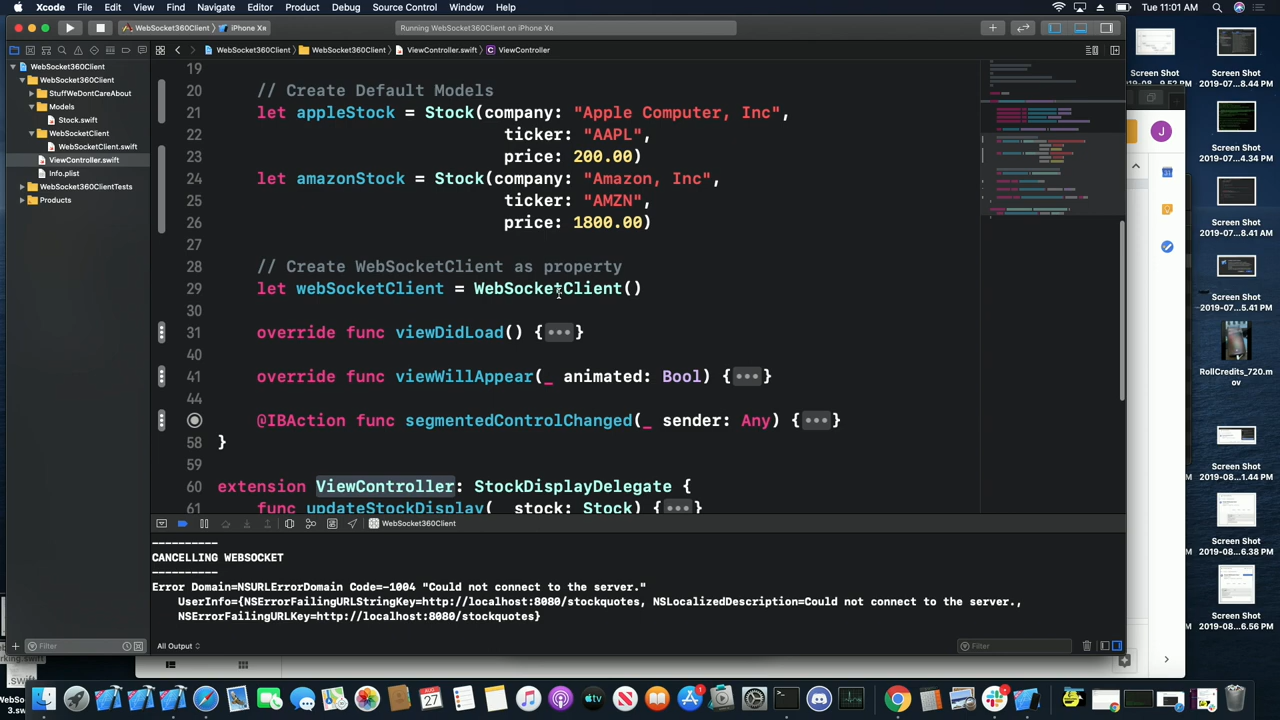 Xcode File Edit View Find Navigate Editor Product Debug Source Control Window Help
Tue 11:01 AM
WebSocket360Client iPhone Xʀ
Running WebSocket360Client on iPhone Xʀ
WebSocket360Client WebSocket360Client ViewController.swift ViewController
WebSocket360Client
WebSocket360Client
StuffWeDontCareAbout
Models
Stock.swift
WebSocketClient
WebSocketClient.swift
ViewController.swift
Info.plist
WebSocket360ClientTests
Products
19
20 // Create Default Models
21 let appleStock = Stock(company: "Apple Computer, Inc",
22 ticker: "AAPL",
23 price: 200.00)
24 let amazonStock = Stock(company: "Amazon, Inc",
25 ticker: "AMZN",
26 price: 1800.00)
27
28 // Create WebSocketClient as property
29 let webSocketClient = WebSocketClient()
30
31 override func viewDidLoad() {•••}
40
41 override func viewWillAppear(_ animated: Bool) {•••}
44
@IBAction func segmentedControlChanged(_ sender: Any) {•••}
58 }
59
60 extension ViewController: StockDisplayDelegate {
61 func updateStockDisplay(_ stock: Stock) {•••}
WebSocket360Client
----------
CANCELLING WEBSOCKET
----------
Error Domain=NSURLErrorDomain Code=-1004 "Could not connect to the server."
UserInfo={NSErrorFailingURLStringKey=http://localhost:8080/stockquotes, NSLocalizedDescription=Could not connect to the server.,
NSErrorFailingURLKey=http://localhost:8080/stockquotes}
Filter
All Output
Filter
J
Screen Shot
2019-08...9.52 PM
Screen Shot
2019-07...8.44 PM
Screen Shot
2019-07...4.34 PM
Screen Shot
2019-07...8.41 AM
Screen Shot
2019-07...5.41 PM
RollCredits_720.m
ov
Screen Shot
2019-08...1.44 PM
Screen Shot
2019-08...6.38 PM
Screen Shot
2019-08...6.56 PM